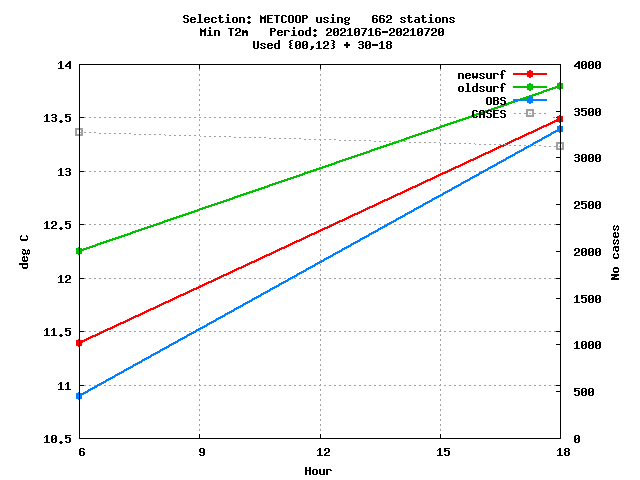 Selection: METCOOP using   662 stations
Min T2m   Period: 20210716-20210720
Used {00,12} + 30-18
newsurf
oldsurf
OBS
CASES
14
13.5
13
12.5
12
11.5
11
10.5
deg C
4000
3500
3000
2500
2000
1500
1000
500
0
No cases
6 9 12 15 18
Hour